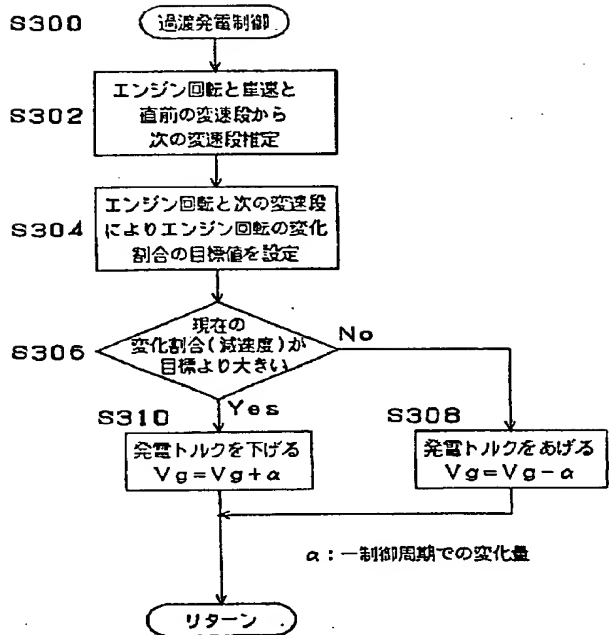 S300
過渡発電制御
S302
エンジン回転と車速と
直前の変速段から
次の変速段推定
S304
エンジン回転と次の変速段
によりエンジン回転の変化
割合の目標値を設定
S306
現在の
変化割合(減速度)が
目標より大きい
No
Yes
S310
発電トルクを下げる
Vg=Vg+α
S308
発電トルクをあげる
Vg=Vg-α
α:一制御周期での変化量
リターン